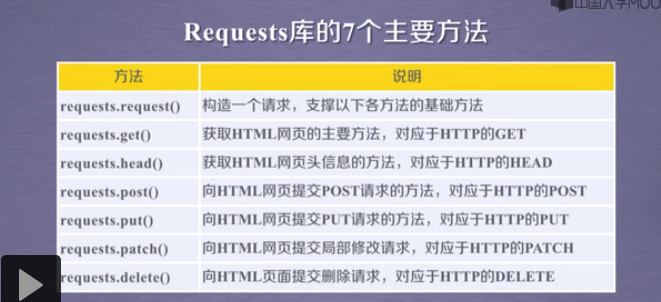 中国大学MOO
Requests库的7个主要方法
方法 说明
requests.request() 构造一个请求，支撑以下各方法的基础方法
requests.get() 获取HTML网页的主要方法，对应于HTTP的GET
requests.head() 获取HTML网页头信息的方法，对应于HTTP的HEAD
requests.post() 向HTML网页提交POST请求的方法，对应于HTTP的POST
requests.put() 向HTML网页提交PUT请求的方法，对应于HTTP的PUT
requests.patch() 向HTML网页提交局部修改请求，对应于HTTP的PATCH
requests.delete() 向HTML页面提交删除请求，对应于HTTP的DELETE